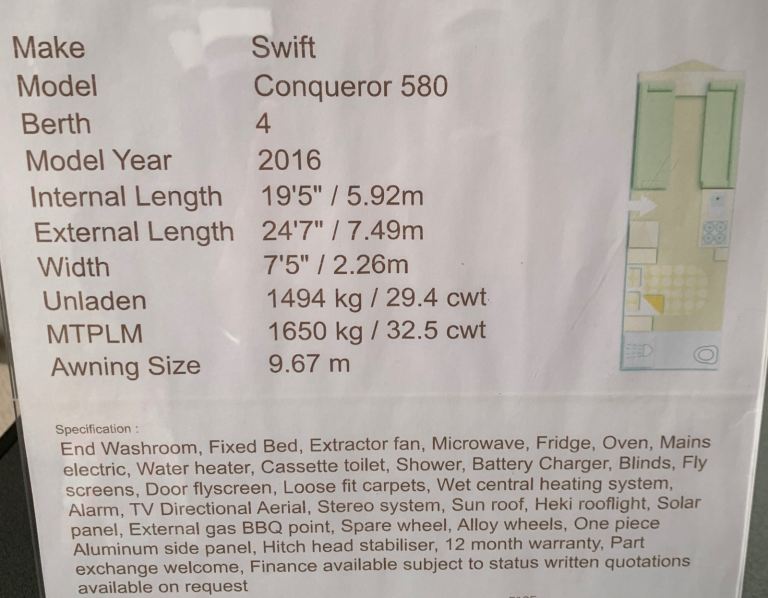 Make Swift
Model Conqueror 580
Berth 4
Model Year 2016
Internal Length 19'5" / 5.92m
External Length 24'7" / 7.49m
Width 7'5" / 2.26m
Unladen 1494 kg / 29.4 cwt
MTPLM 1650 kg / 32.5 cwt
Awning Size 9.67 m
Specification :
End Washroom, Fixed Bed, Extractor fan, Microwave, Fridge, Oven, Mains
electric, Water heater, Cassette toilet, Shower, Battery Charger, Blinds, Fly
screens, Door flyscreen, Loose fit carpets, Wet central heating system,
Alarm, TV Directional Aerial, Stereo system, Sun roof, Heki rooflight, Solar
panel, External gas BBQ point, Spare wheel, Alloy wheels, One piece
Aluminum side panel, Hitch head stabiliser, 12 month warranty, Part
exchange welcome, Finance available subject to status written quotations
available on request